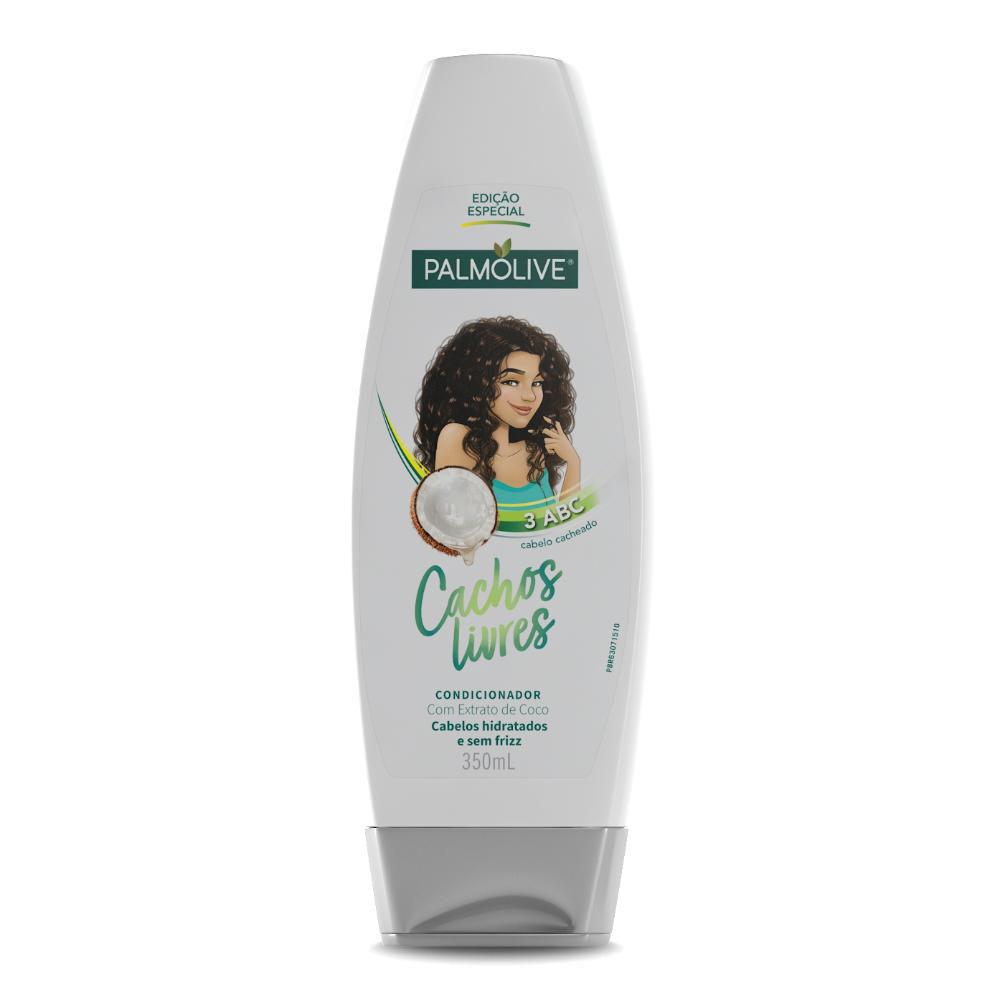 EDIÇÃO
ESPECIAL
PALMOLIVE®
3 ABC
cabelo cacheado
Cachos
livres
PBR63071510
CONDICIONADOR
Com Extrato de Coco
Cabelos hidratados
e sem frizz
350mL